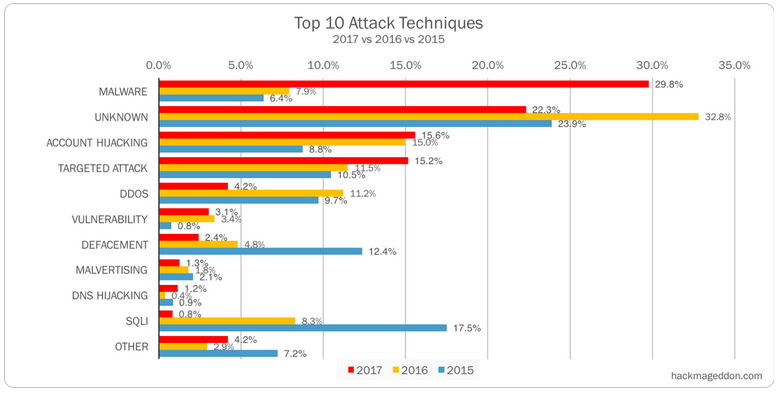 Top 10 Attack Techniques
2017 vs 2016 vs 2015
0.0% 5.0% 10.0% 15.0% 20.0% 25.0% 30.0% 35.0%
MALWARE
29.8%
7.9%
6.4%
UNKNOWN
22.3%
32.8%
23.9%
ACCOUNT HIJACKING
15.6%
15.0%
8.8%
TARGETED ATTACK
15.2%
11.5%
10.5%
DDOS
4.2%
11.2%
9.7%
VULNERABILITY
3.1%
3.4%
0.8%
DEFACEMENT
2.4%
4.8%
12.4%
MALVERTISING
1.3%
1.8%
2.1%
DNS HIJACKING
1.2%
0.4%
0.9%
SQLI
0.8%
8.3%
17.5%
OTHER
4.2%
2.9%
7.2%
2017 2016 2015
hackmageddon.com